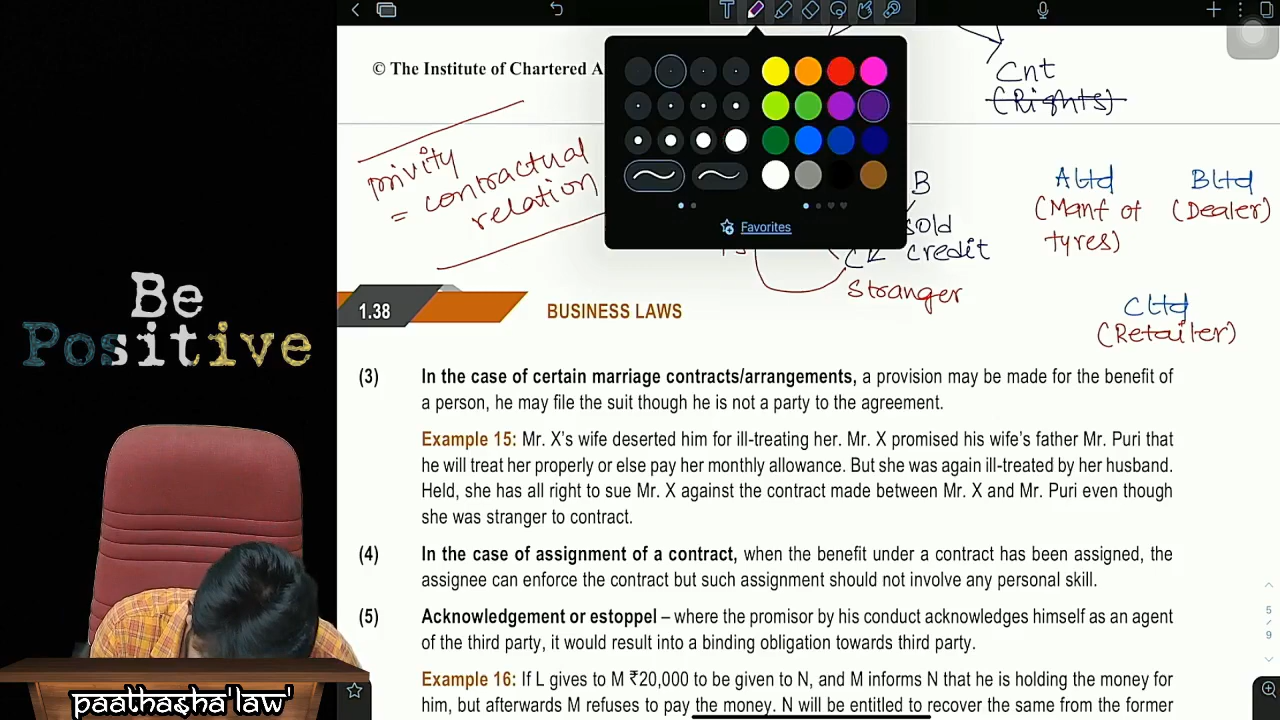 © The Institute of Chartered A
Cnt
(Rights)
privity
= contractual
relation
B
sold
credit
C
Stranger
A Ltd
(Manf of
tyres)
B Ltd
(Dealer)
C Ltd
(Retailer)
Favorites
Be
Positive
1.38
BUSINESS LAWS
(3) In the case of certain marriage contracts/arrangements, a provision may be made for the benefit of
a person, he may file the suit though he is not a party to the agreement.
Example 15: Mr. X's wife deserted him for ill-treating her. Mr. X promised his wife's father Mr. Puri that
he will treat her properly or else pay her monthly allowance. But she was again ill-treated by her husband.
Held, she has all right to sue Mr. X against the contract made between Mr. X and Mr. Puri even though
she was stranger to contract.
(4) In the case of assignment of a contract, when the benefit under a contract has been assigned, the
assignee can enforce the contract but such assignment should not involve any personal skill.
(5) Acknowledgement or estoppel – where the promisor by his conduct acknowledges himself as an agent
of the third party, it would result into a binding obligation towards third party.
5
/
9
Example 16: If L gives to M ₹20,000 to be given to N, and M informs N that he is holding the money for
him, but afterwards M refuses to pay the money. N will be entitled to recover the same from the former
paathasha'law'